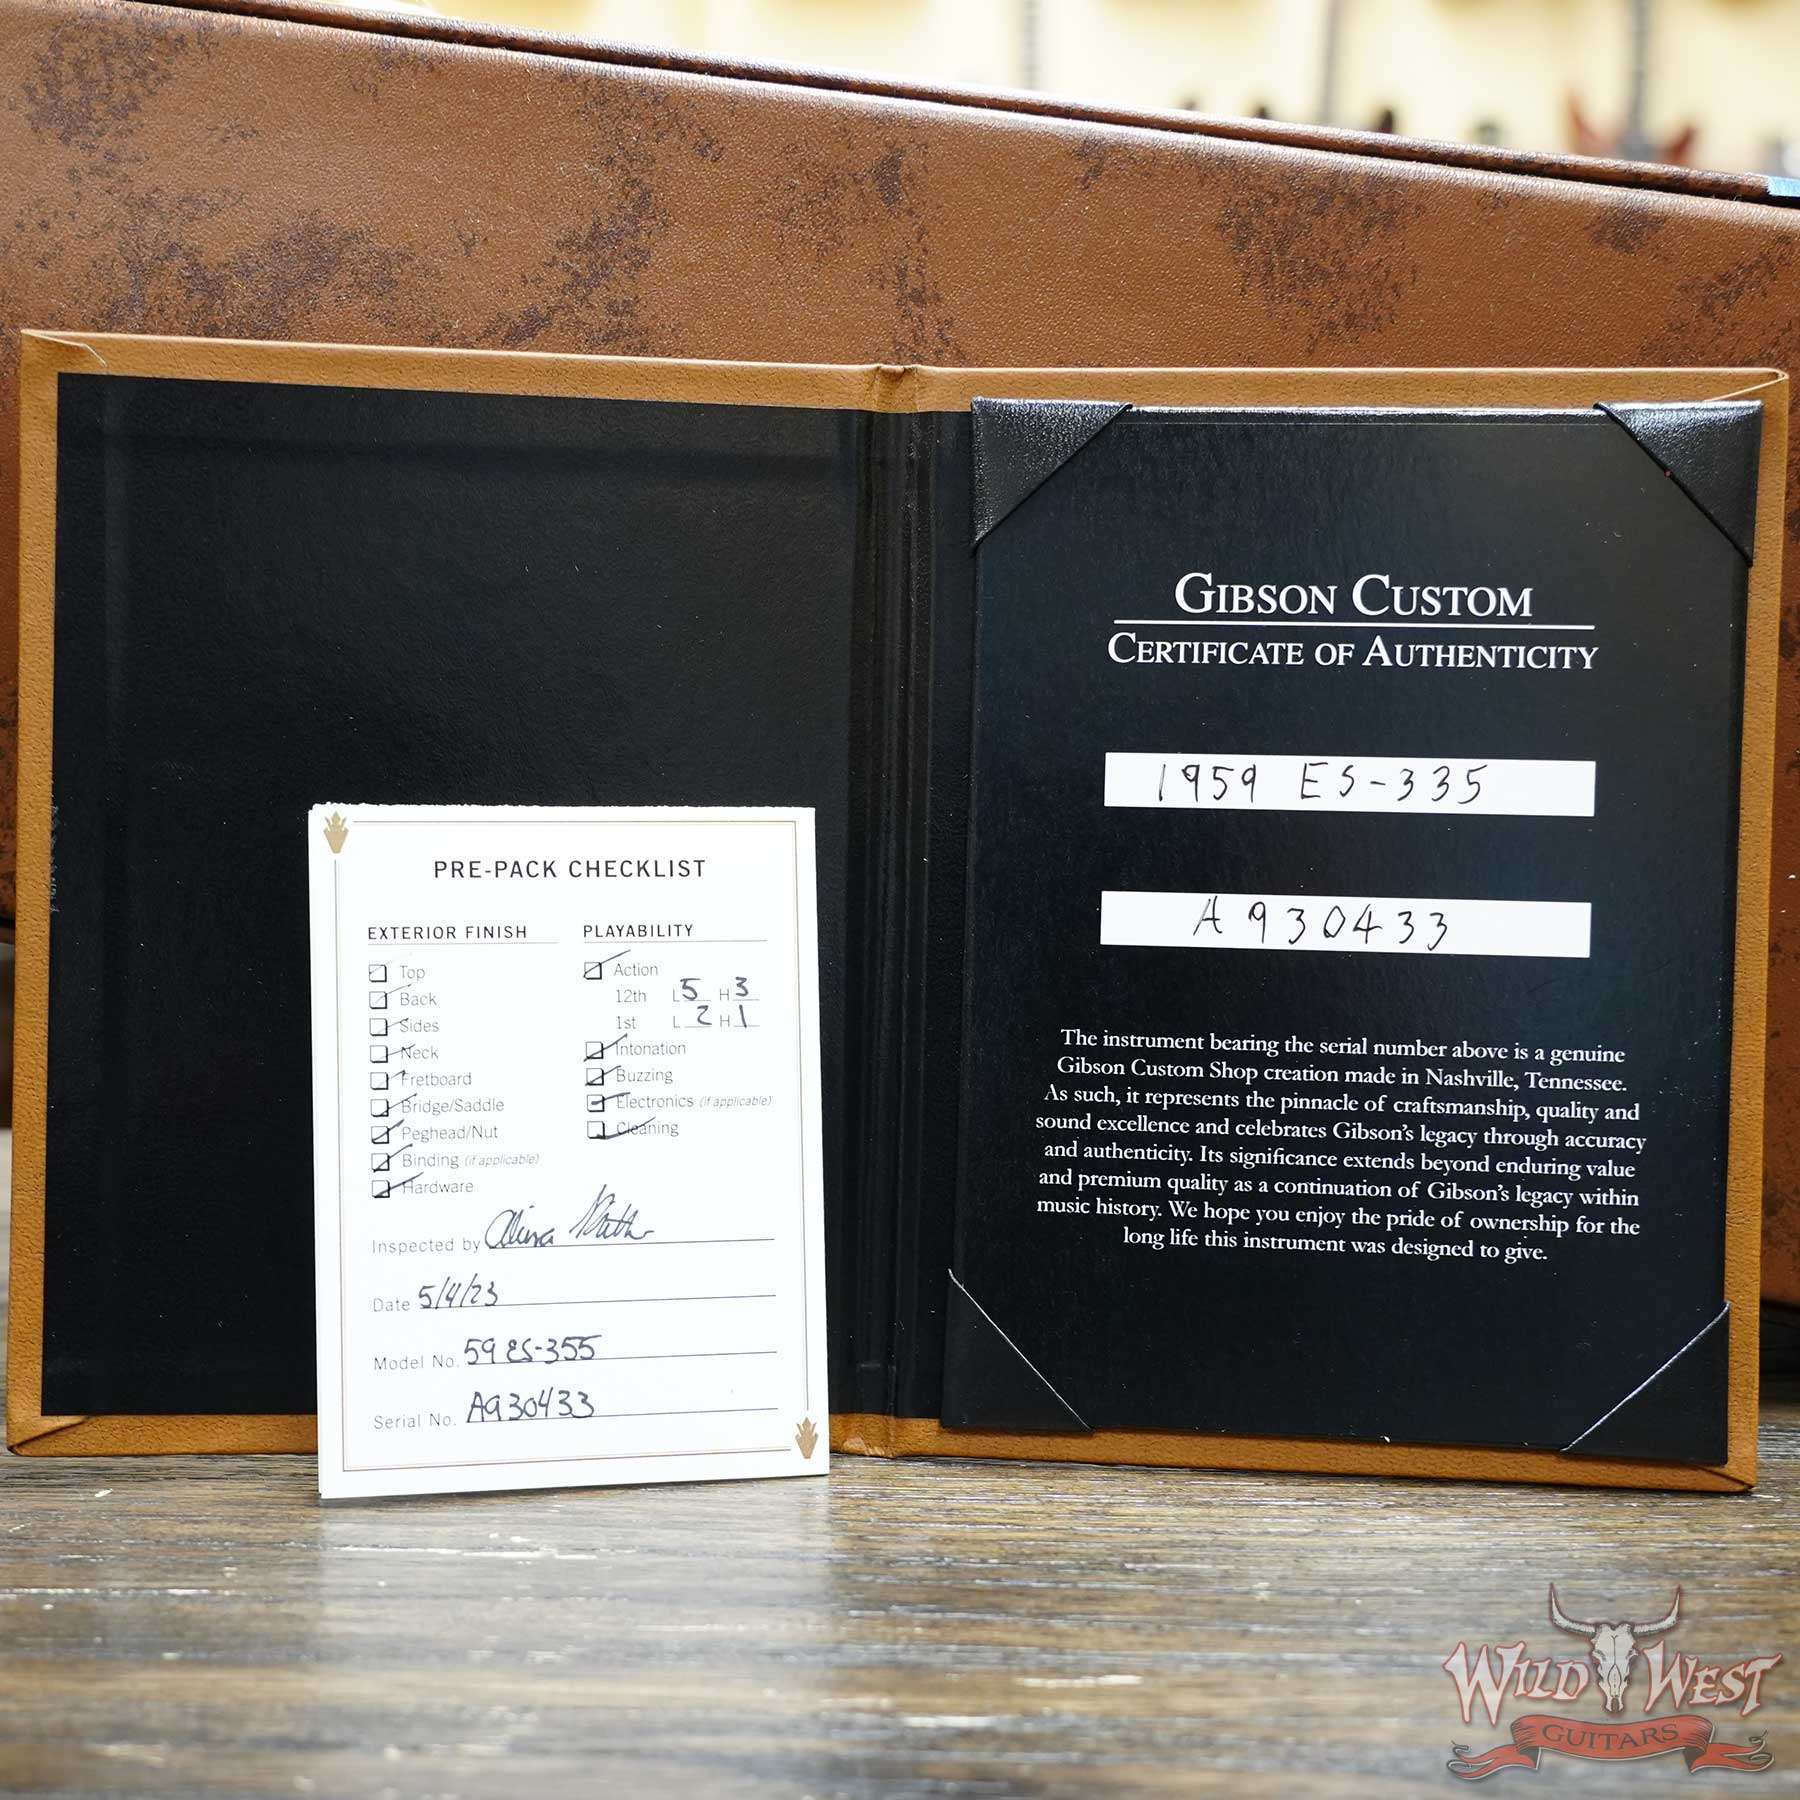 PRE-PACK CHECKLIST
EXTERIOR FINISH
Top
Back
Sides
Neck
Fretboard
Bridge/Saddle
Peghead/Nut
Binding (if applicable)
Hardware
PLAYABILITY
Action
12th L 5 H 3
1st L 2 H 1
Intonation
Buzzing
Electronics (if applicable)
Cleaning
Inspected by
Date 5/4/23
Model No. 59 ES-355
Serial No. A930433
GIBSON CUSTOM
CERTIFICATE OF AUTHENTICITY
1959 ES-335
A930433
The instrument bearing the serial number above is a genuine
Gibson Custom Shop creation made in Nashville, Tennessee.
As such, it represents the pinnacle of craftsmanship, quality and
sound excellence and celebrates Gibson's legacy through accuracy
and authenticity. Its significance extends beyond enduring value
and premium quality as a continuation of Gibson's legacy within
music history. We hope you enjoy the pride of ownership for the
long life this instrument was designed to give.
WILD WEST
GUITARS